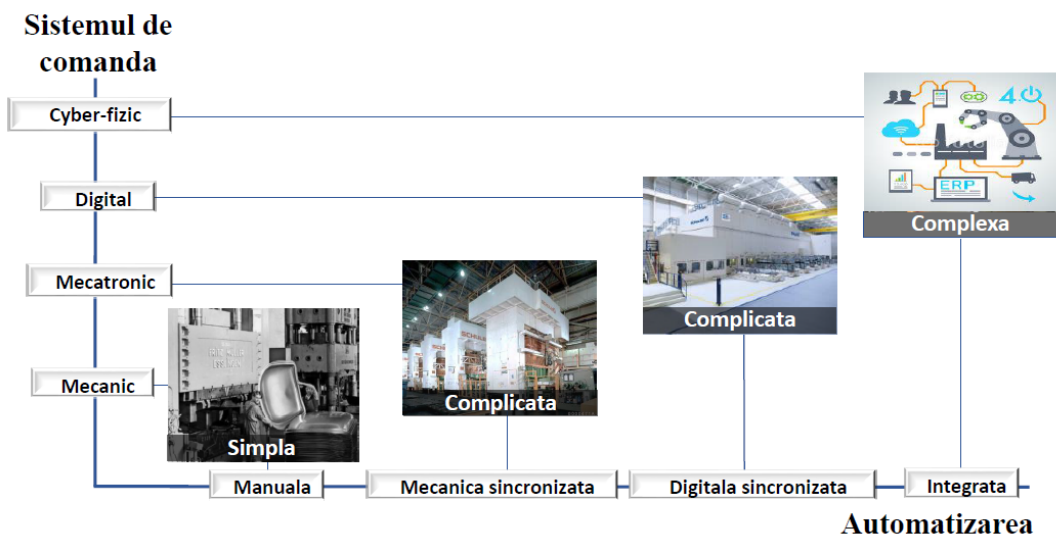 Sistemul de
comanda
Cyber-fizic
4.0
ERP
Complexa
Digital
Complicata
Mecatronic
Complicata
Mecanic
Simpla
Manuala
Mecanica sincronizata
Digitala sincronizata
Integrata
Automatizarea